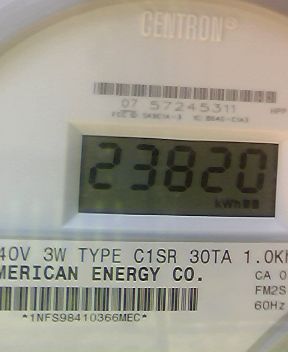 CENTRON®
07 57245311
23820
kWh
40V 3W TYPE C1SR 30TA 1.0Kh
MERICAN ENERGY CO.
CA 0
FM2S
60Hz
*1NFS98410366MEC*